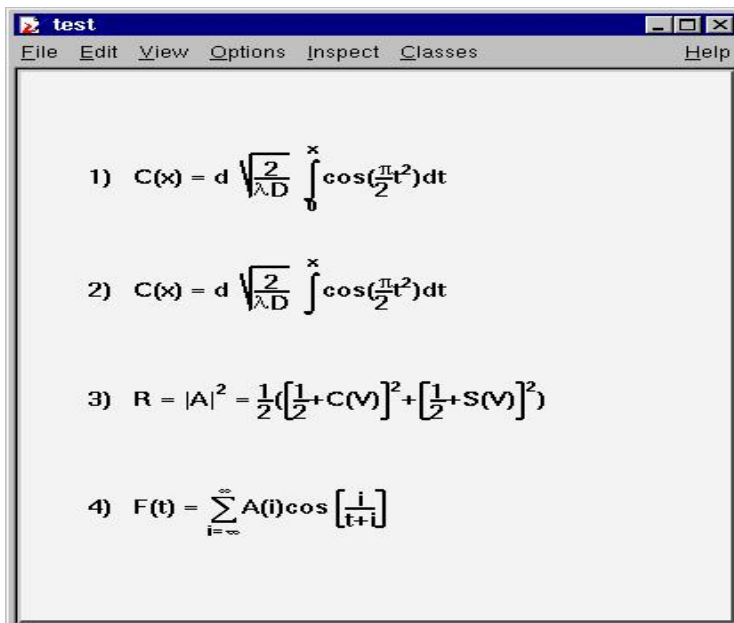 test
File Edit View Options Inspect Classes Help
1) C(x) = d √(2/λD) ∫₀ˣ cos(π/2 t²)dt
2) C(x) = d √(2/λD) ∫ˣ cos(π/2 t²)dt
3) R = |A|² = 1/2([1/2+C(V)]²+[1/2+S(V)]²)
4) F(t) = ∑_{i=-∞}^{∞} A(i)cos [i/(t+i)]